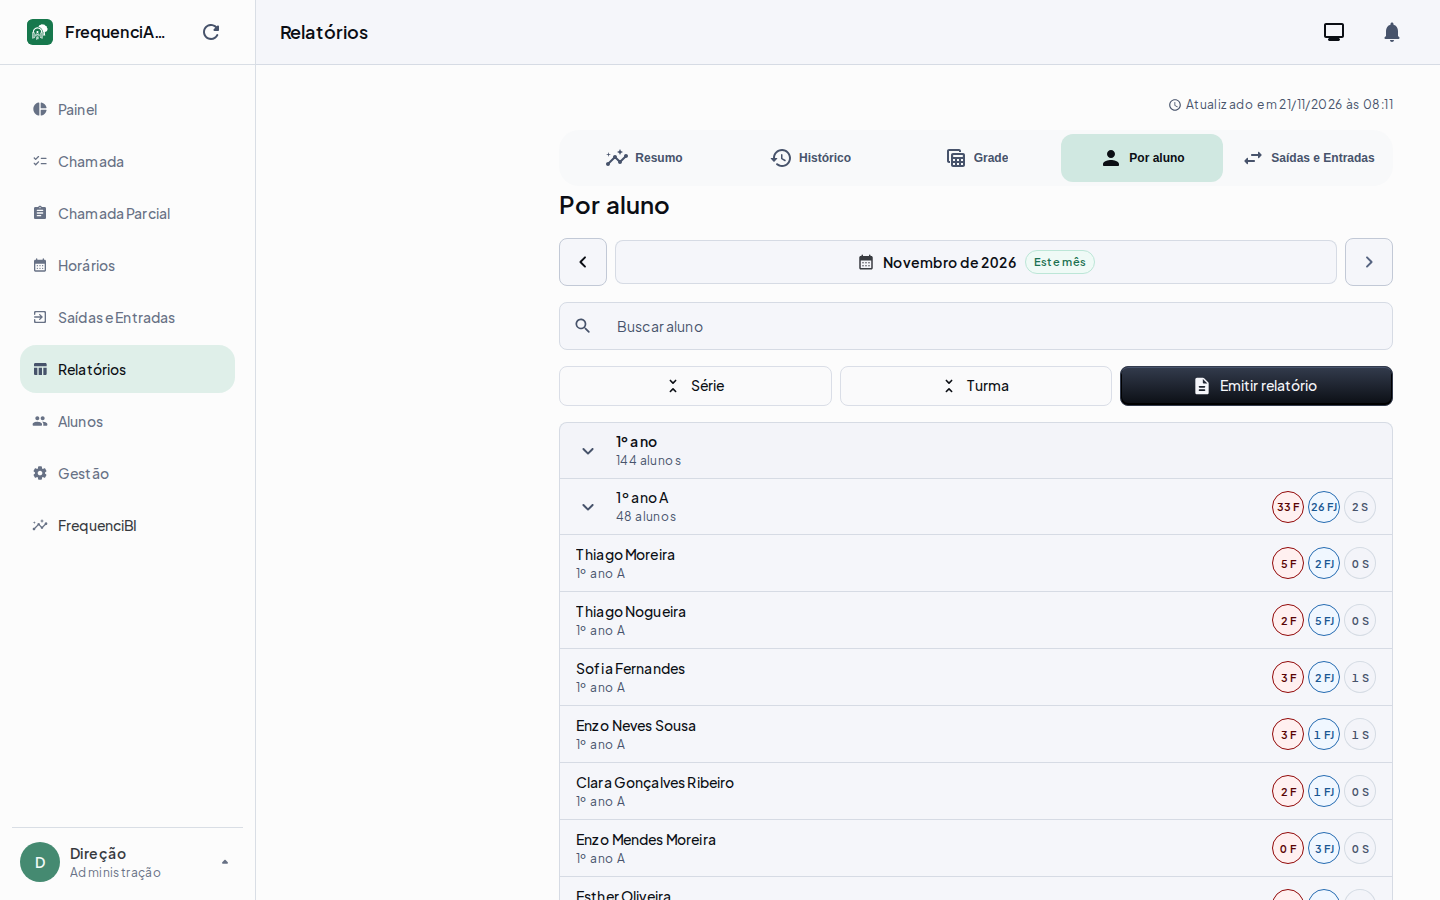 FrequenciA...
Relatórios
Painel
Chamada
Chamada Parcial
Horários
Saídas e Entradas
Relatórios
Alunos
Gestão
FrequenciBI
D
Direção
Administração
Atualizado em 21/11/2026 às 08:11
Resumo
Histórico
Grade
Por aluno
Saídas e Entradas
Por aluno
Novembro de 2026
Este mês
Buscar aluno
Série
Turma
Emitir relatório
1º ano
144 alunos
1º ano A
48 alunos
33 F
26 FJ
2 S
Thiago Moreira
1º ano A
5 F
2 FJ
0 S
Thiago Nogueira
1º ano A
2 F
5 FJ
0 S
Sofia Fernandes
1º ano A
3 F
2 FJ
1 S
Enzo Neves Sousa
1º ano A
3 F
1 FJ
1 S
Clara Gonçalves Ribeiro
1º ano A
2 F
1 FJ
0 S
Enzo Mendes Moreira
1º ano A
0 F
3 FJ
0 S
Esther Oliveira